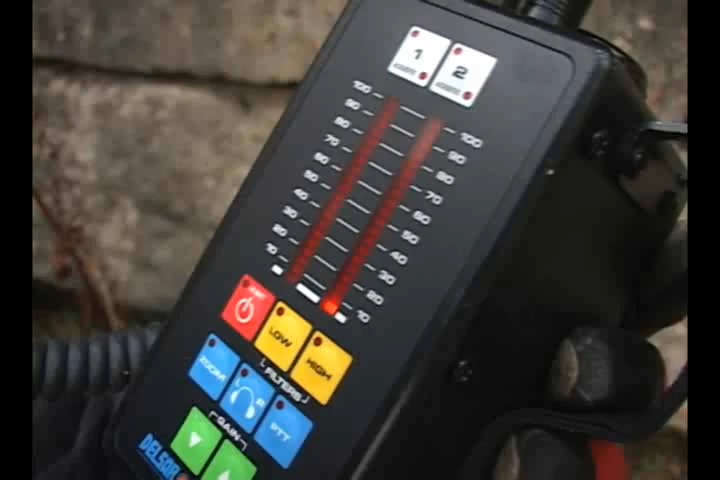 1 2
100 100
90 90
80 80
70 70
60 60
50 50
40 40
30 30
20 20
10 10
LOW
HIGH
FILTERS
ZOOM
L R
PTT
GAIN
DELSAR